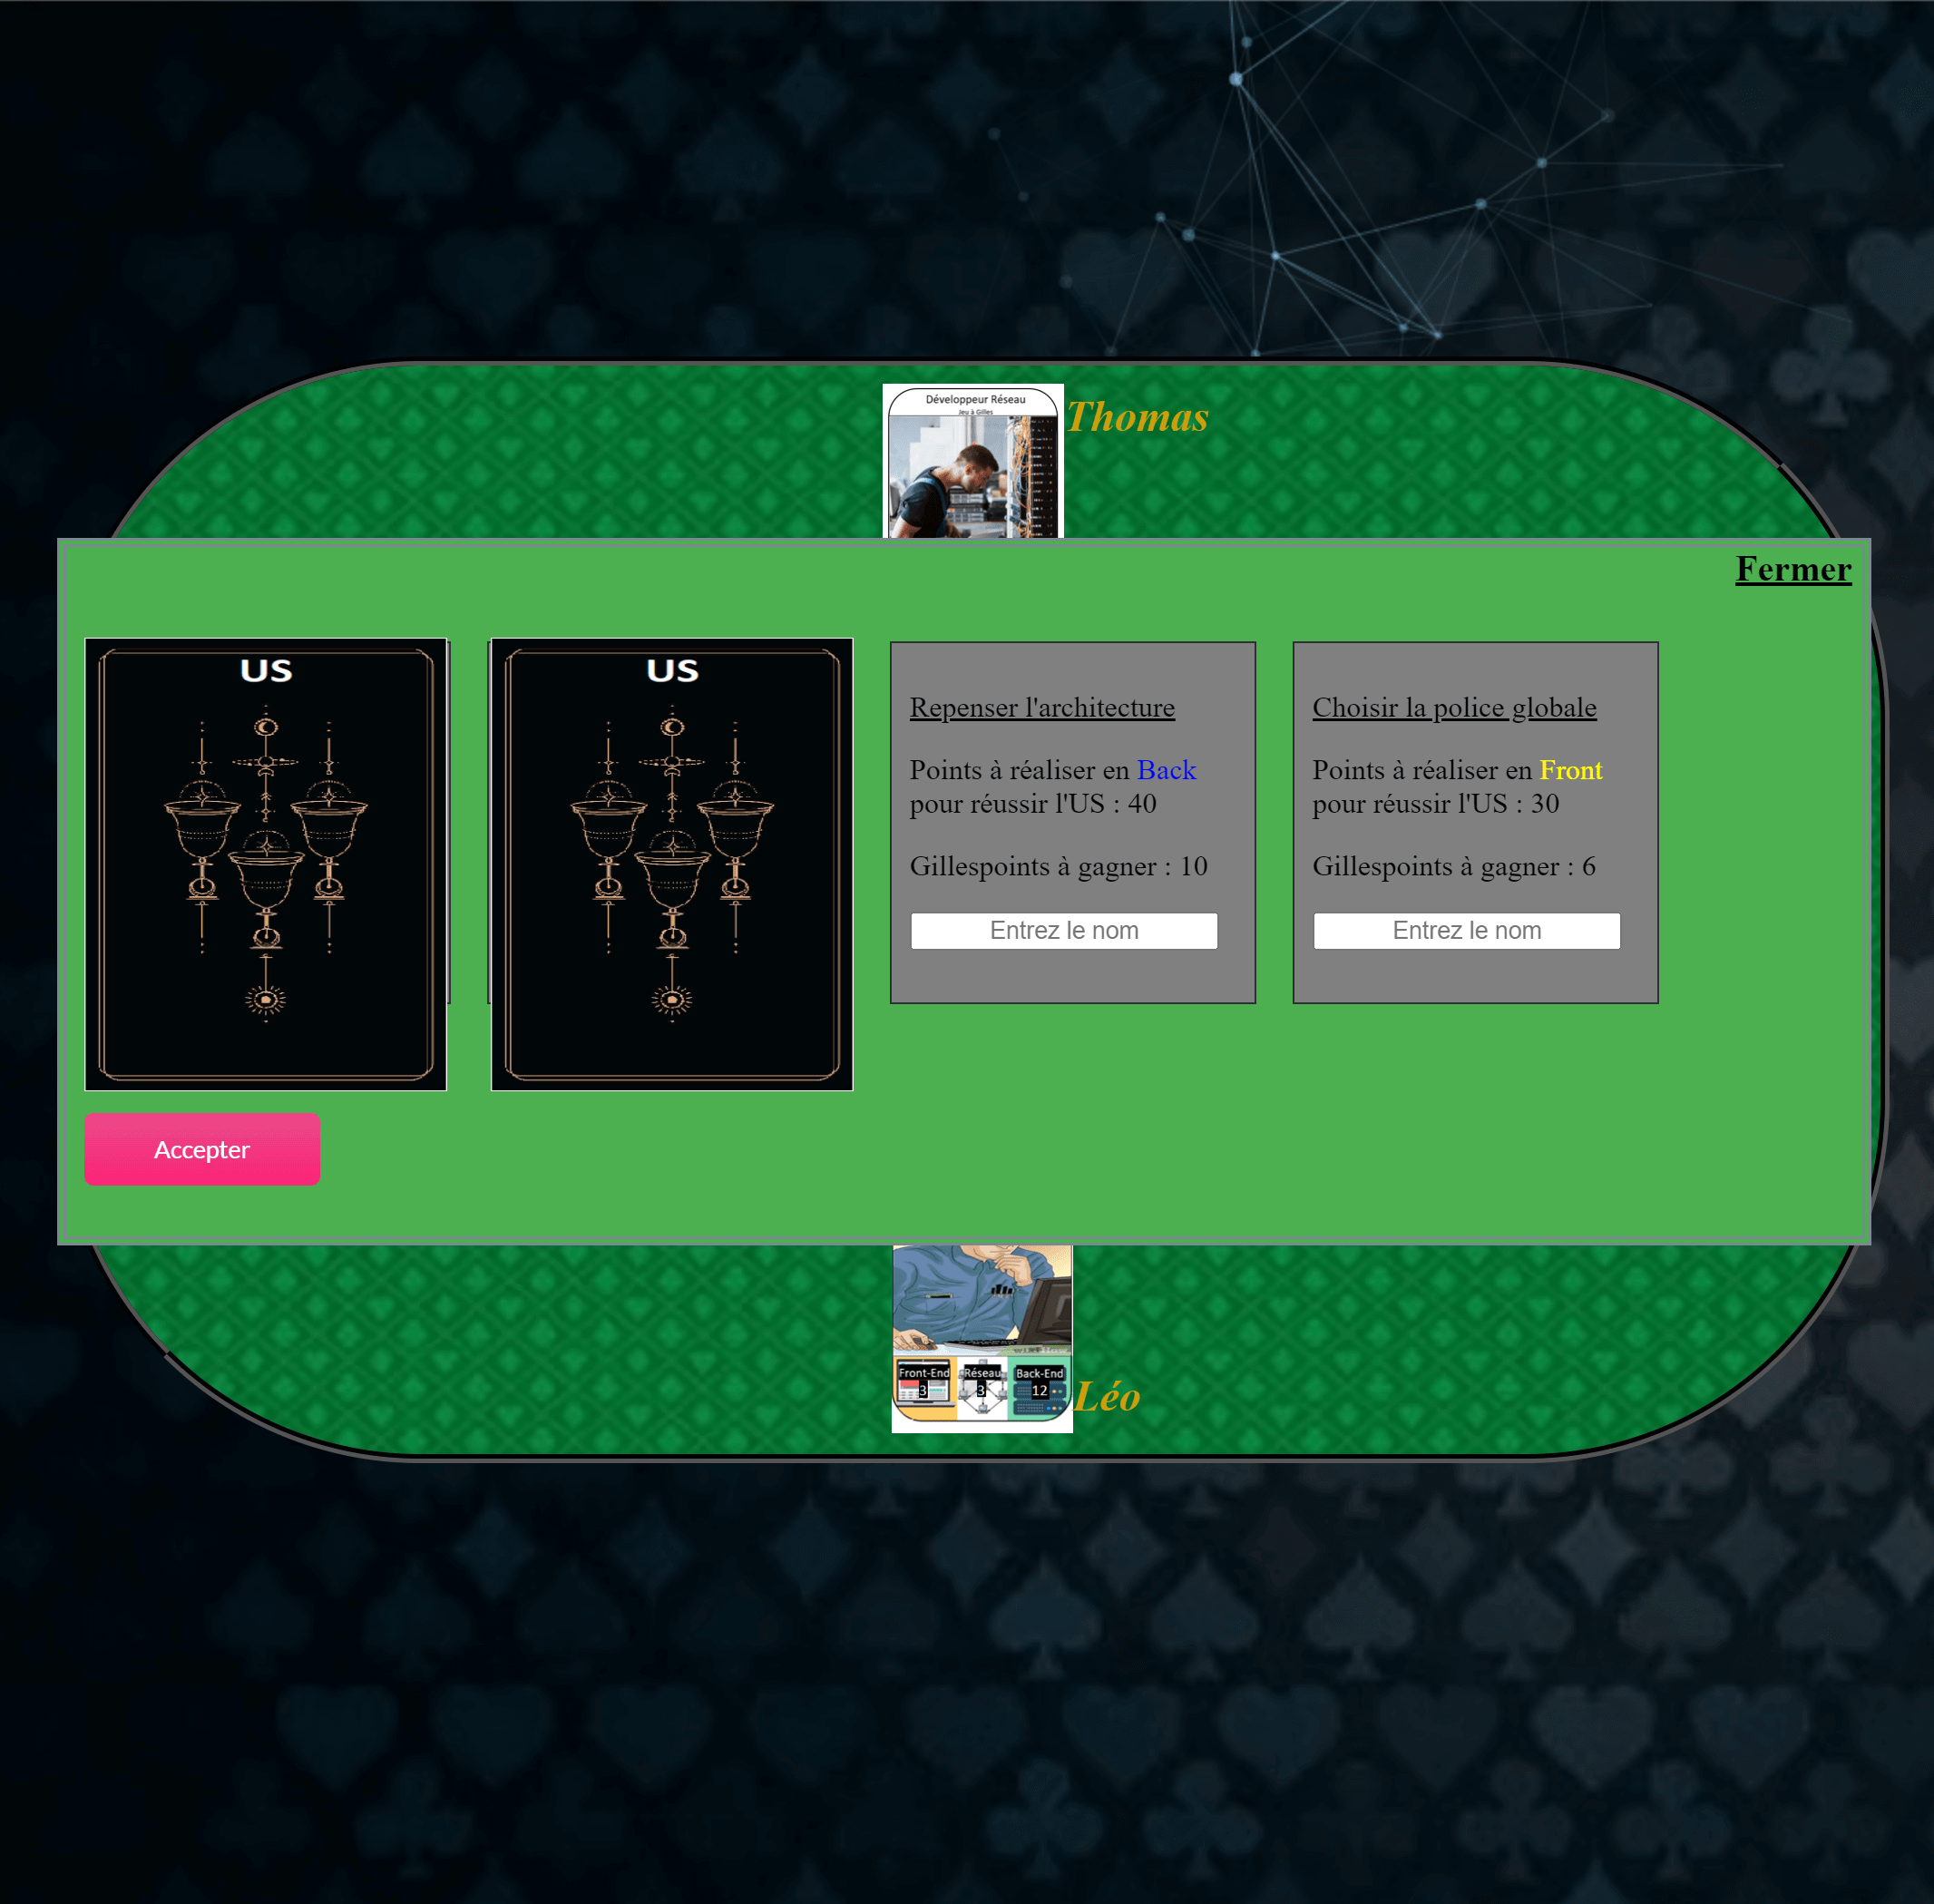 Développeur Réseau
Jeu à Gilles
Thomas
Fermer
US
US
Repenser l'architecture
Points à réaliser en Back
pour réussir l'US : 40
Gillespoints à gagner : 10
Entrez le nom
Choisir la police globale
Points à réaliser en Front
pour réussir l'US : 30
Gillespoints à gagner : 6
Entrez le nom
Accepter
wikiHow
Front-End
3
Réseau
3
Back-End
12
Léo